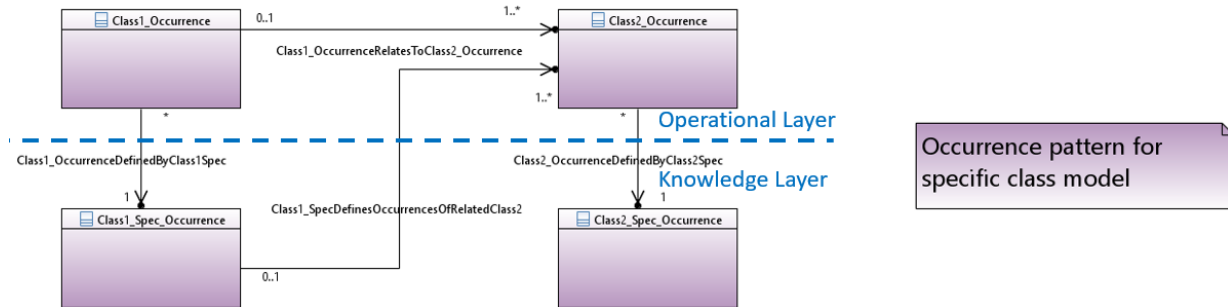 Class1_Occurrence
0..1
1..*
Class2_Occurrence
Class1_OccurrenceRelatesToClass2_Occurrence
1..*
*
*
Operational Layer
Class1_OccurrenceDefinedByClass1Spec
Class2_OccurrenceDefinedByClass2Spec
Knowledge Layer
1
1
Class1_SpecDefinesOccurrencesOfRelatedClass2
Class1_Spec_Occurrence
Class2_Spec_Occurrence
0..1
Occurrence pattern for
specific class model